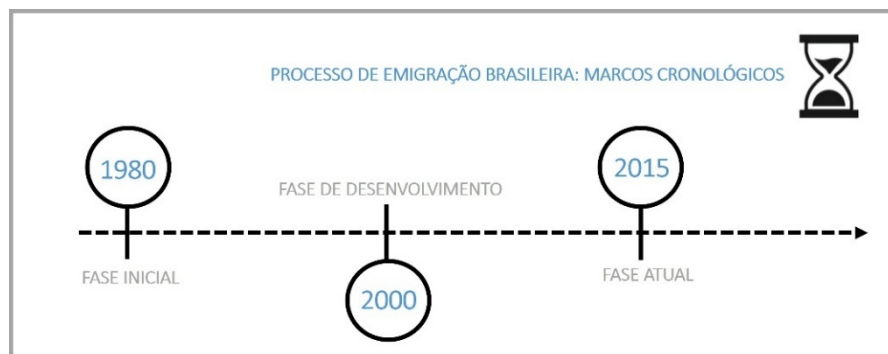 PROCESSO DE EMIGRAÇÃO BRASILEIRA: MARCOS CRONOLÓGICOS
1980
2015
FASE DE DESENVOLVIMENTO
FASE INICIAL
FASE ATUAL
2000